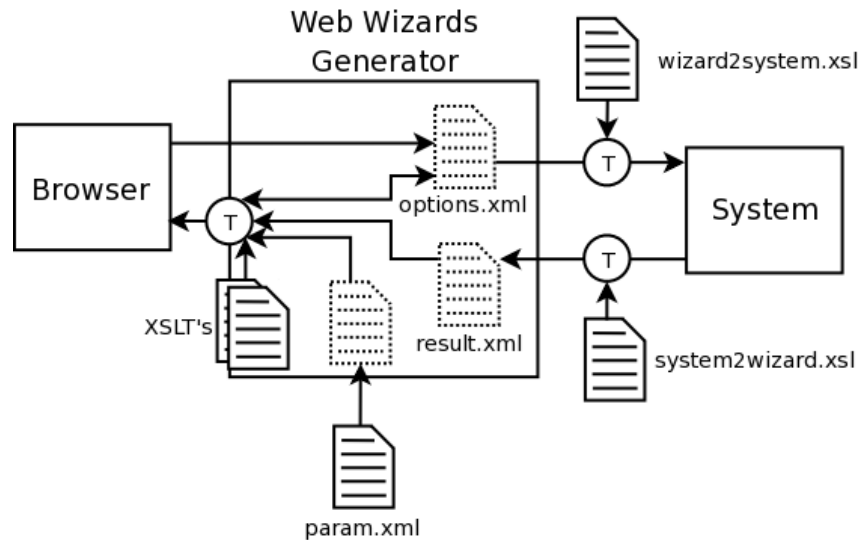 Web Wizards
Generator
wizard2system.xsl
T
Browser
options.xml
System
T
T
XSLT's
result.xml
system2wizard.xsl
param.xml